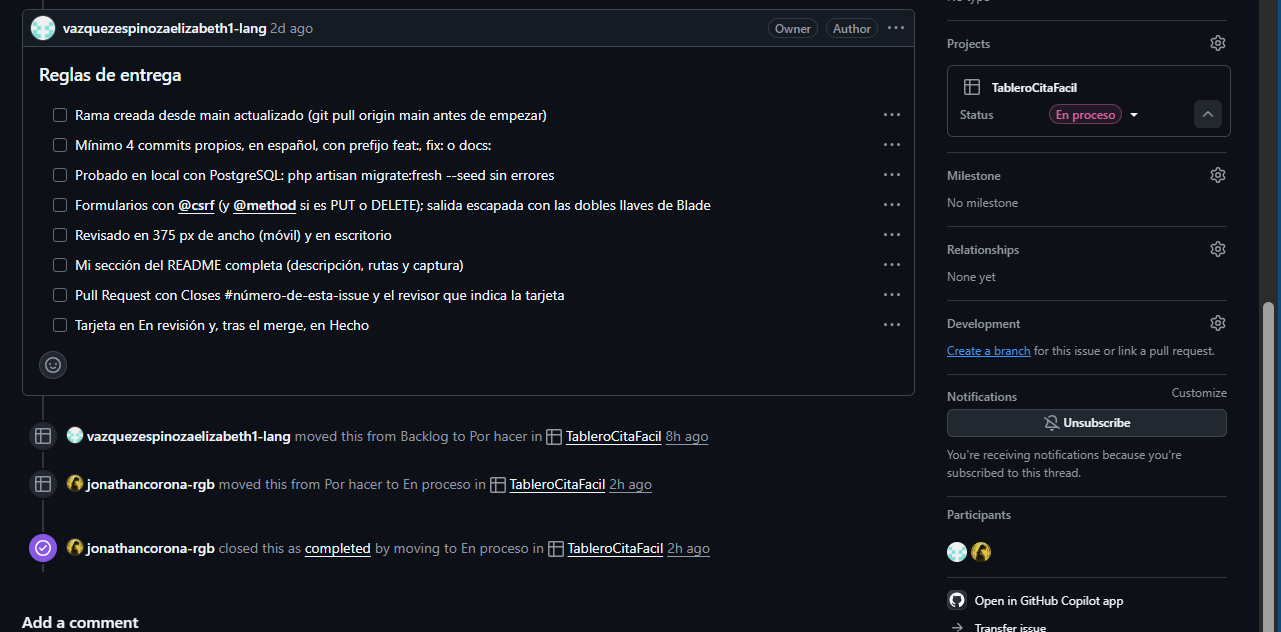 vazquezespinozaelizabeth1-lang 2d ago Owner Author
Reglas de entrega
Rama creada desde main actualizado (git pull origin main antes de empezar)
Mínimo 4 commits propios, en español, con prefijo feat:, fix: o docs:
Probado en local con PostgreSQL: php artisan migrate:fresh --seed sin errores
Formularios con @csrf (y @method si es PUT o DELETE); salida escapada con las dobles llaves de Blade
Revisado en 375 px de ancho (móvil) y en escritorio
Mi sección del README completa (descripción, rutas y captura)
Pull Request con Closes #número-de-esta-issue y el revisor que indica la tarjeta
Tarjeta en En revisión y, tras el merge, en Hecho
vazquezespinozaelizabeth1-lang moved this from Backlog to Por hacer in TableroCitaFacil 8h ago
jonathancorona-rgb moved this from Por hacer to En proceso in TableroCitaFacil 2h ago
jonathancorona-rgb closed this as completed by moving to En proceso in TableroCitaFacil 2h ago
Add a comment
Projects
TableroCitaFacil
Status En proceso
Milestone
No milestone
Relationships
None yet
Development
Create a branch for this issue or link a pull request.
Notifications Customize
Unsubscribe
You're receiving notifications because you're
subscribed to this thread.
Participants
Open in GitHub Copilot app
Transfer issue